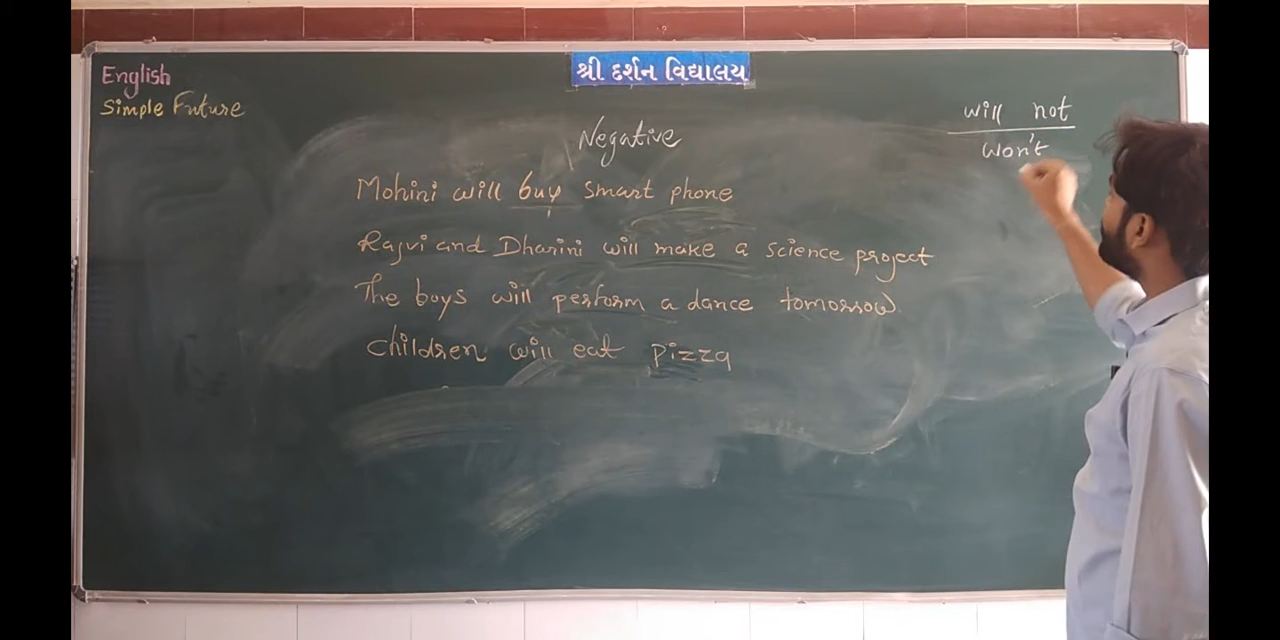 English
Simple Future
શ્રી દર્શન વિદ્યાલય
will not
won't
Negative
Mohini will buy smart phone
Rajvi and Dharini will make a science project
The boys will perform a dance tomorrow.
children will eat pizza